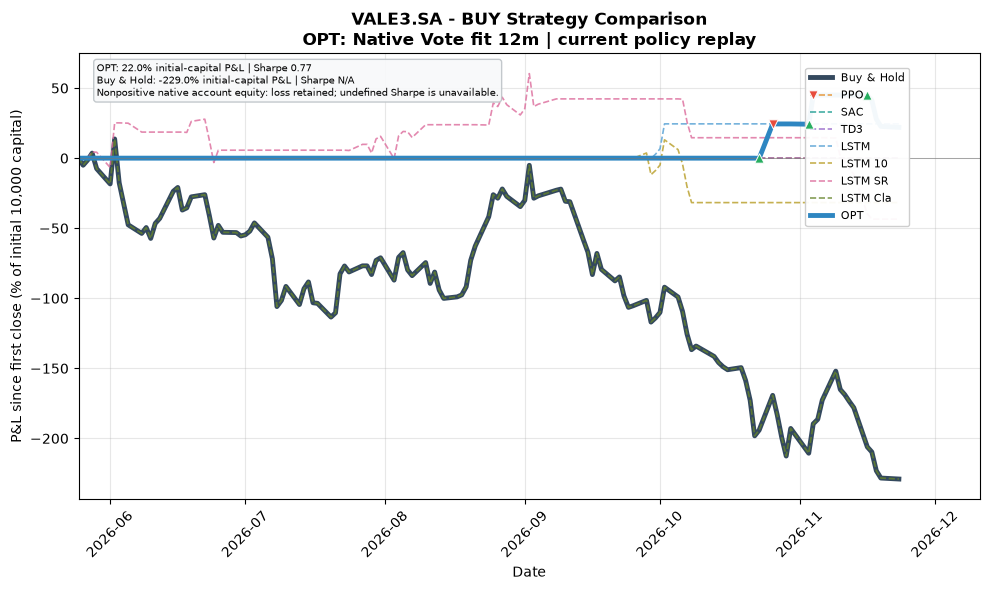 VALE3.SA - BUY Strategy Comparison
OPT: Native Vote fit 12m | current policy replay
OPT: 22.0% initial-capital P&L | Sharpe 0.77
Buy & Hold: -229.0% initial-capital P&L | Sharpe N/A
Nonpositive native account equity: loss retained; undefined Sharpe is unavailable.
Buy & Hold
PPO
SAC
TD3
LSTM
LSTM 10
LSTM SR
LSTM Cla
OPT
P&L since first close (% of initial 10,000 capital)
50
0
−50
−100
−150
−200
2026-06
2026-07
2026-08
2026-09
2026-10
2026-11
2026-12
Date